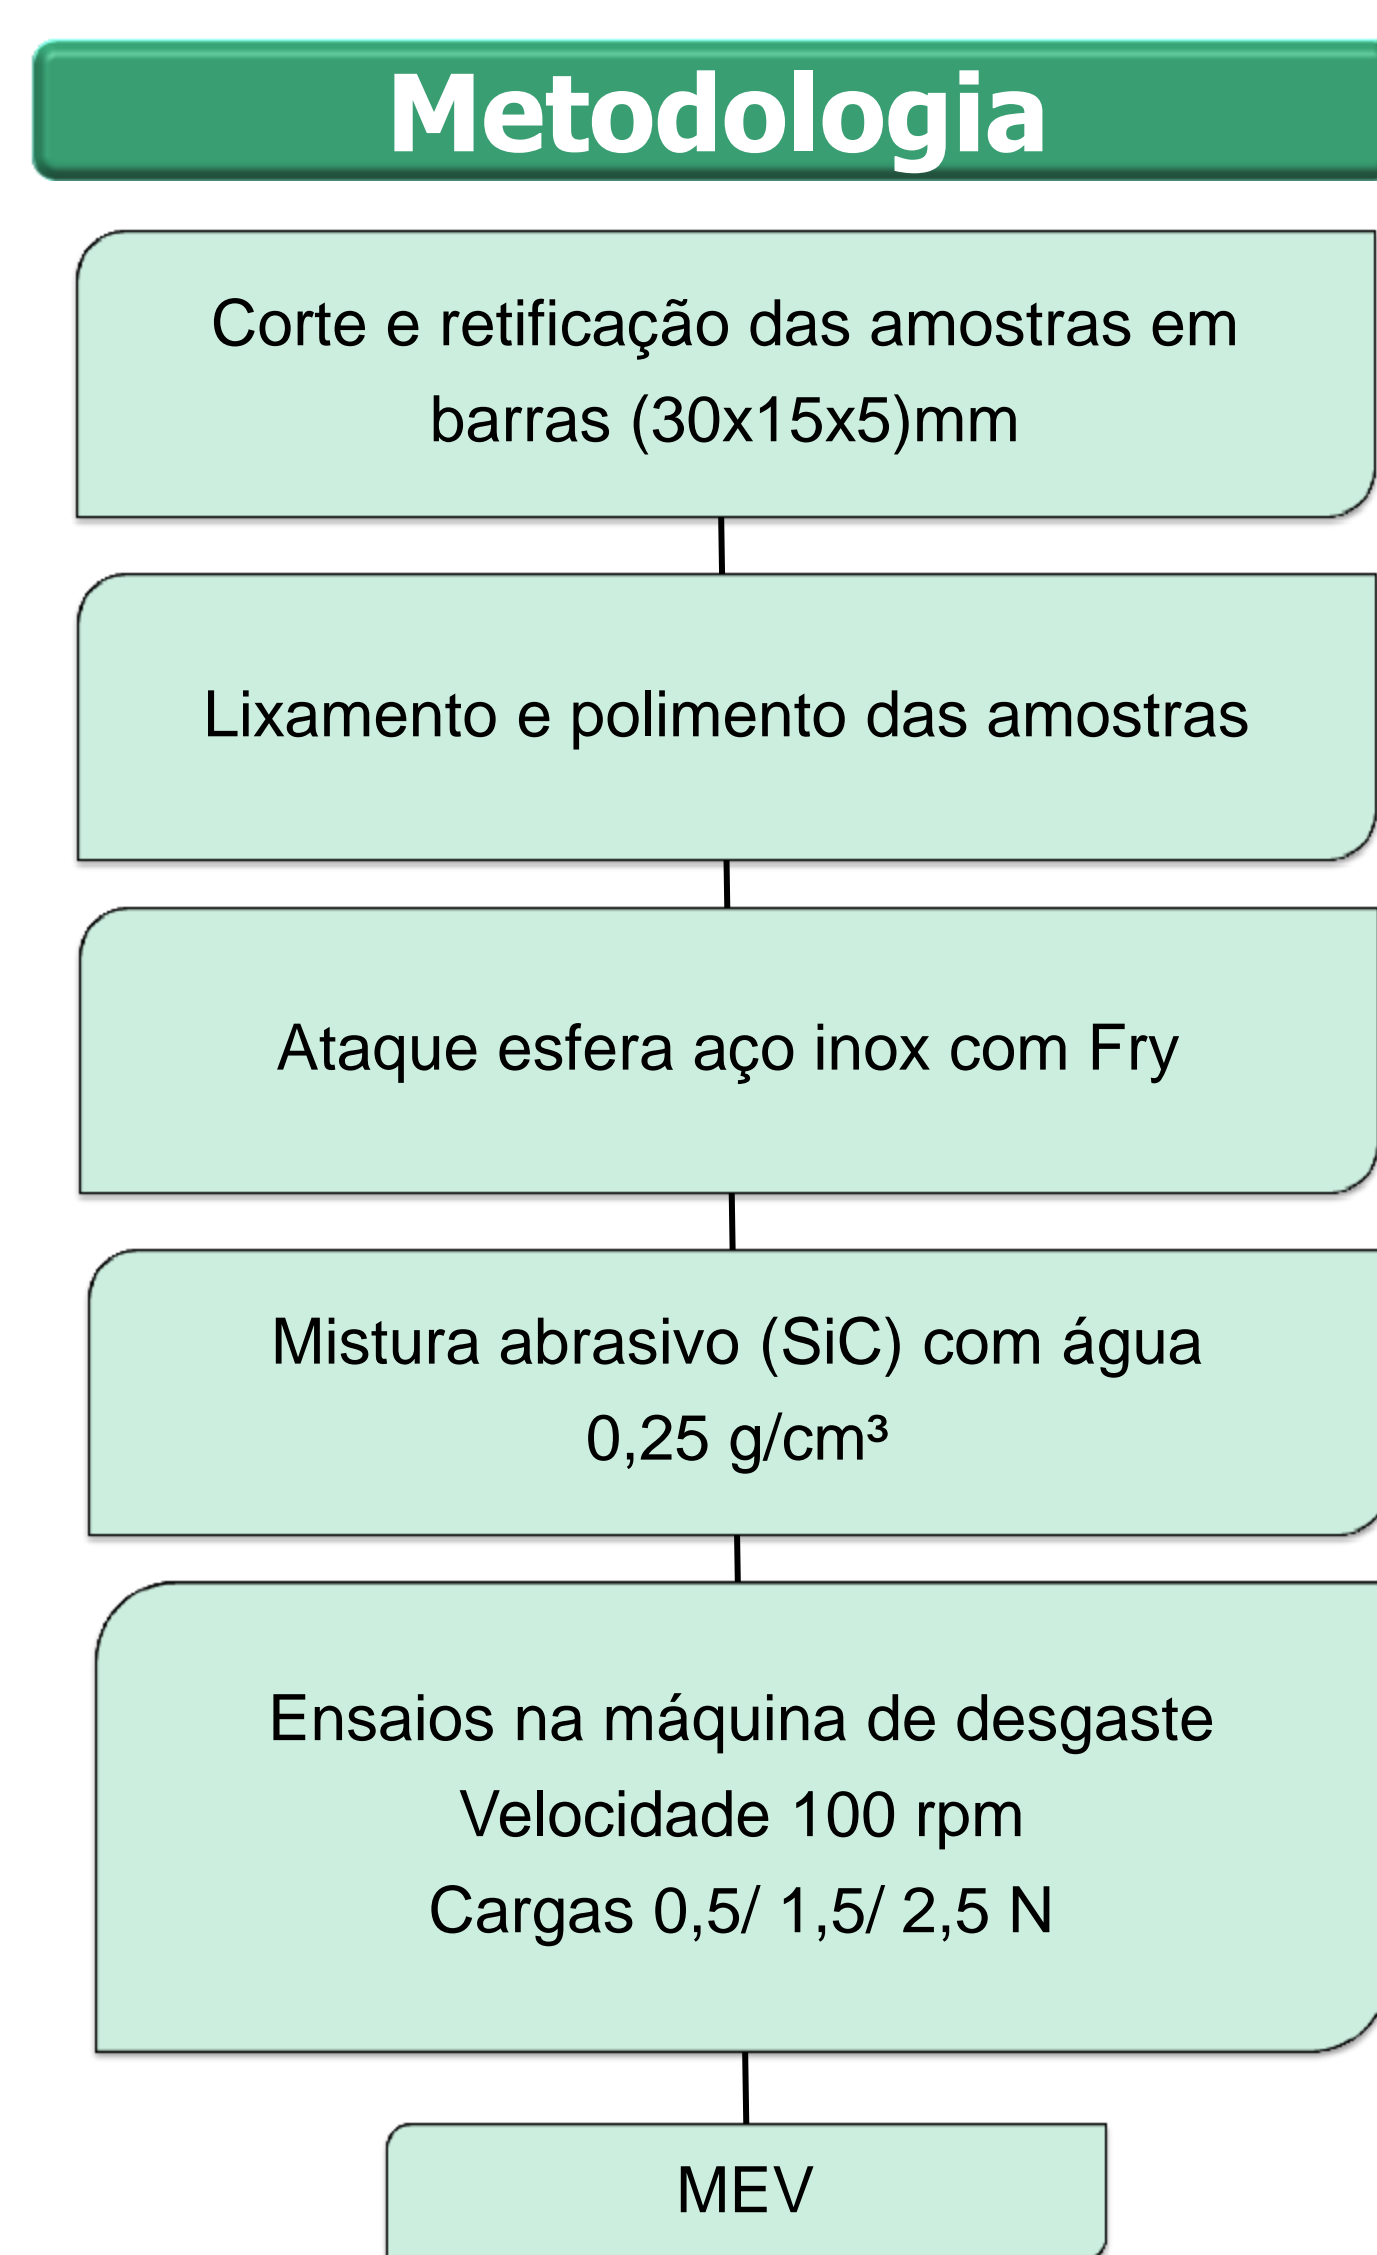 Metodologia
Corte e retificação das amostras em
barras (30x15x5)mm
Lixamento e polimento das amostras
Ataque esfera aço inox com Fry
Mistura abrasivo (SiC) com água
0,25 g/cm³
Ensaios na máquina de desgaste
Velocidade 100 rpm
Cargas 0,5/ 1,5/ 2,5 N
MEV